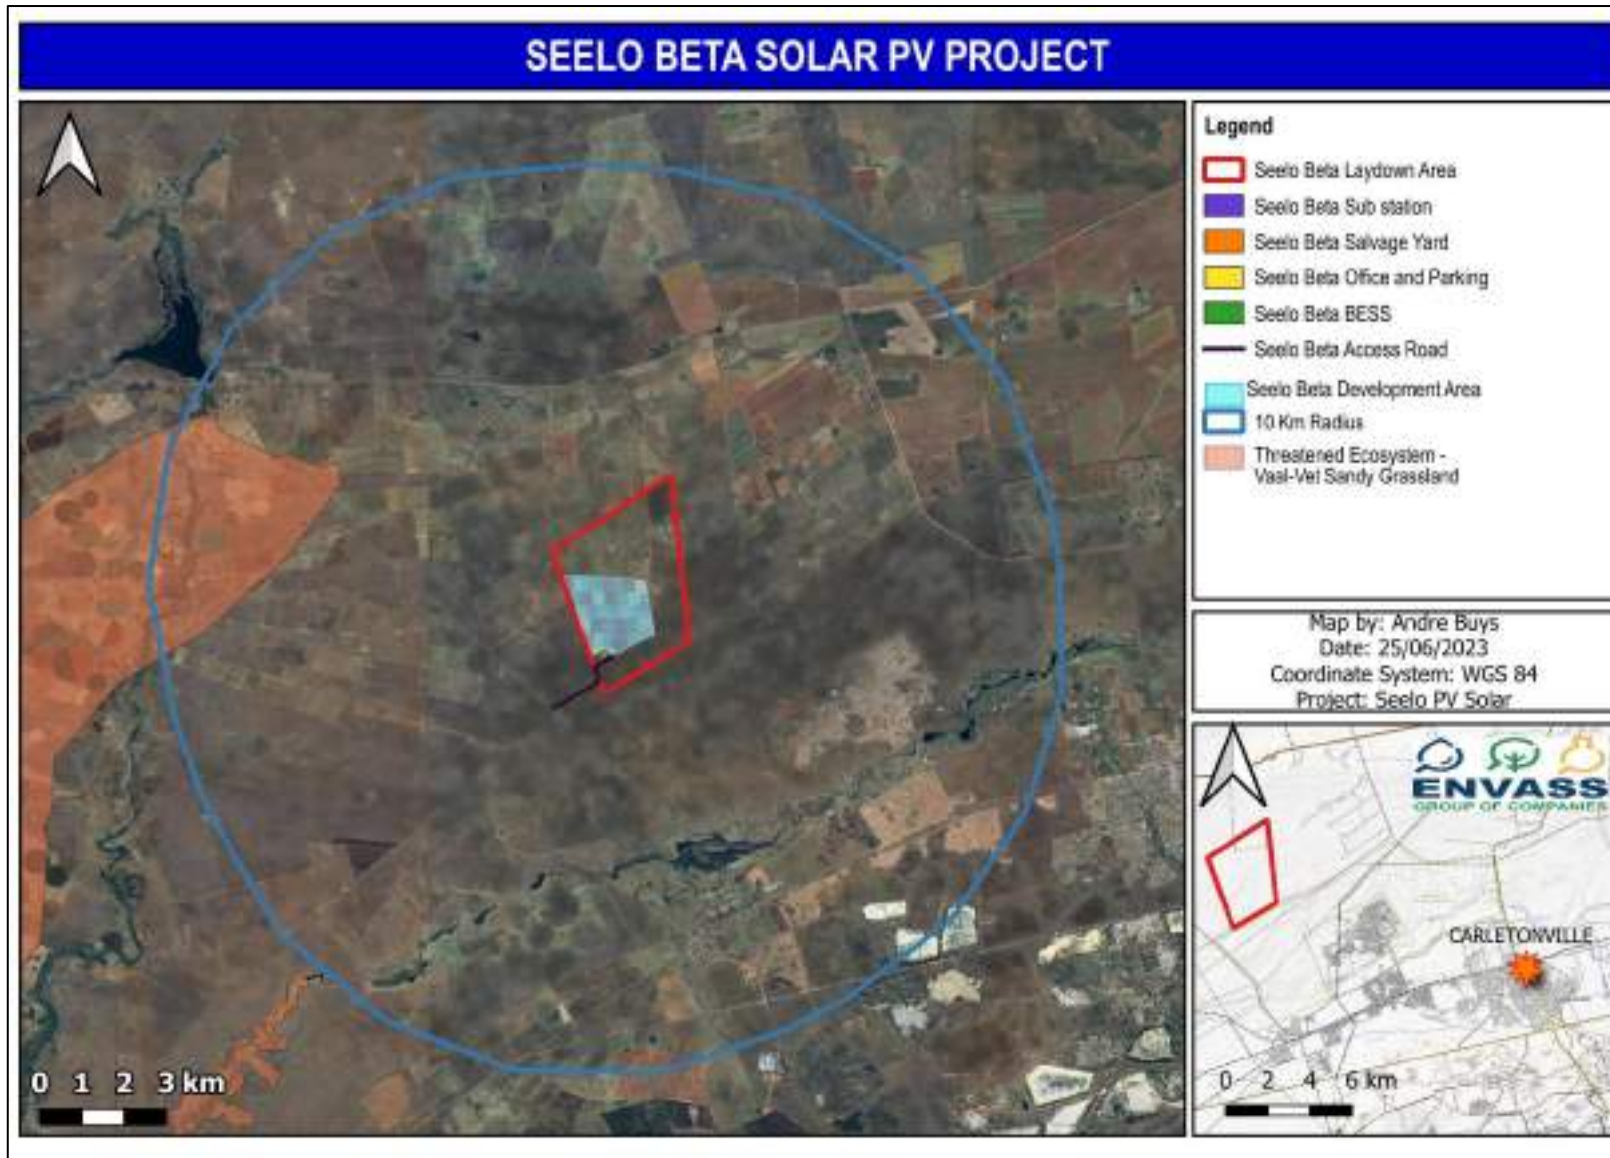 SEELO BETA SOLAR PV PROJECT
Legend
Seelo Beta Laydown Area
Seelo Beta Sub station
Seelo Beta Salvage Yard
Seelo Beta Office and Parking
Seelo Beta BESS
Seelo Beta Access Road
Seelo Beta Development Area
10 Km Radius
Threatened Ecosystem -
Vaal-Vet Sandy Grassland
Map by: Andre Buys
Date: 25/06/2023
Coordinate System: WGS 84
Project: Seelo PV Solar
ENVASS
GROUP OF COMPANIES
CARLETONVILLE
0 2 4 6 km
0 1 2 3 km